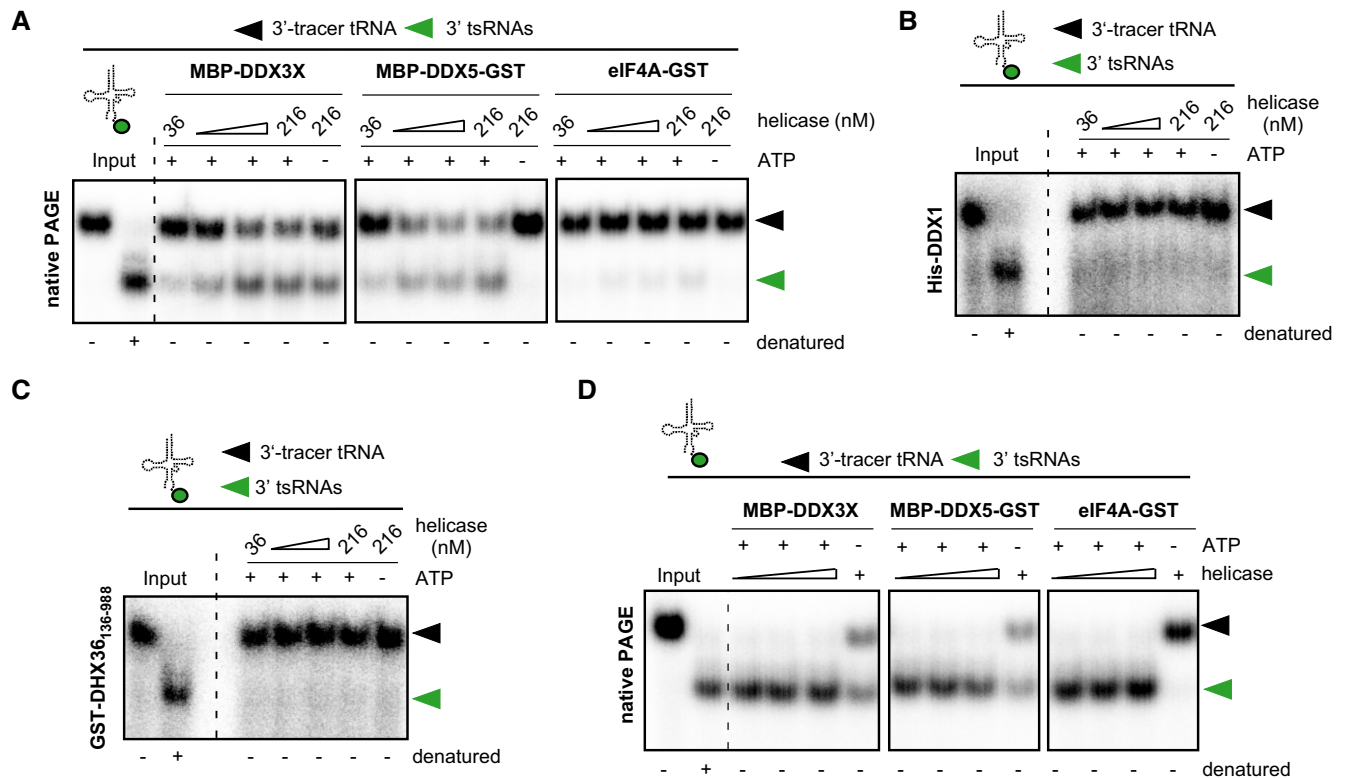 A
3'-tracer tRNA 3' tsRNAs
MBP-DDX3X MBP-DDX5-GST eIF4A-GST
36 216 216 36 216 216 36 216 216 helicase (nM)
Input + + + + - + + + + - + + + + - ATP
native PAGE
- + - - - - - - - - - - - - - - - denatured
B
3'-tracer tRNA
3' tsRNAs
helicase
36 216 216 (nM)
Input + + + + - ATP
His-DDX1
- + - - - - - denatured
C
3'-tracer tRNA
3' tsRNAs
helicase
36 216 216 (nM)
Input + + + + - ATP
GST-DHX36136-988
- + - - - - - denatured
D
3'-tracer tRNA 3' tsRNAs
MBP-DDX3X MBP-DDX5-GST eIF4A-GST
+ + + - + + + - + + + - ATP
Input + + + helicase
native PAGE
- + - - - - - - - - - - - - denatured